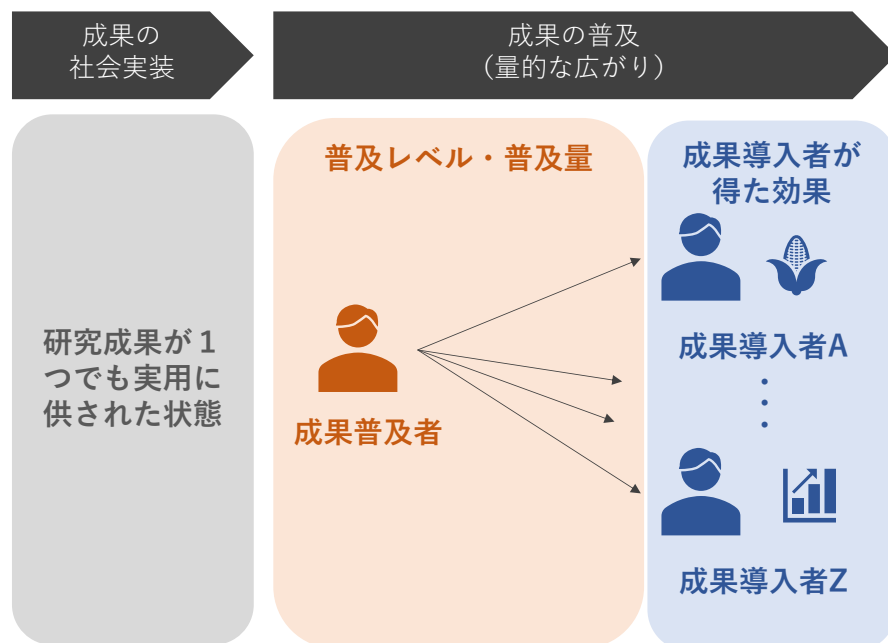 成果の
社会実装
成果の普及
（量的な広がり）
研究成果が１
つでも実用に
供された状態
普及レベル・普及量
成果普及者
成果導入者が
得た効果
成果導入者A
・
・
・
成果導入者Z